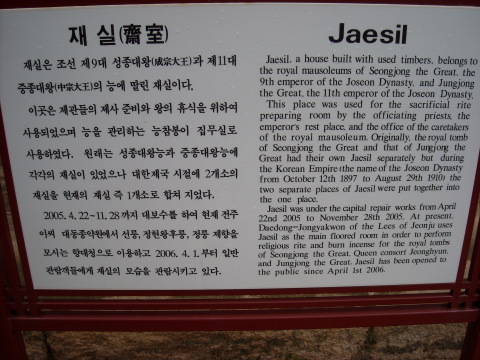 재 실(齋室)
재실은 조선 제9대 성종대왕(成宗大王)과 제11대
중종대왕(中宗大王)의 능에 딸린 재실이다.
이곳은 제관들의 제사 준비와 왕의 휴식을 위하여
사용되었으며 능을 관리하는 능참봉이 집무실로
사용하였다. 원래는 성종대왕능과 중종대왕능에
각각의 재실이 있었으나 대한제국 시절에 2개소의
재실을 현재의 재실 즉 1개소로 합쳐 지었다.
2005. 4. 22~11. 28까지 대보수를 하여 현재 전주
이씨 대동종약원에서 선릉, 정현왕후릉, 정릉 제향을
모시는 향대청으로 이용하고 2006. 4. 1.부터 일반
관람객들에게 재실의 모습을 관람시키고 있다.
Jaesil
Jaesil, a house built with used timbers, belongs to
the royal mausoleums of Seongjong the Great, the
9th emperor of the Joseon Dynasty, and Jungjong
the Great, the 11th emperor of the Joseon Dynasty.
This place was used for the sacrificial rite
preparing room by the officiating priests, the
emperor's rest place, and the office of the caretakers
of the royal mausoleum. Originally, the royal tomb
of Seongjong the Great and that of Jungjong the
Great had their own Jaesil separately but during
the Korean Empire (the name of the Joseon Dynasty
from October 12th 1897 to August 29th 1910) the
two separate places of Jaesil were put together into
the one place.
Jaesil was under the capital repair works from April
22nd 2005 to November 28th 2005. At present,
Daedong-Jongyakwon of the Lees of Jeonju uses
Jaesil as the main floored room in order to perform
religious rite and burn incense for the royal tombs
of Seongjong the Great, Queen consort Jeonghyun,
and Jungjong the Great. Jaesil has been opened to
the public since April 1st 2006.